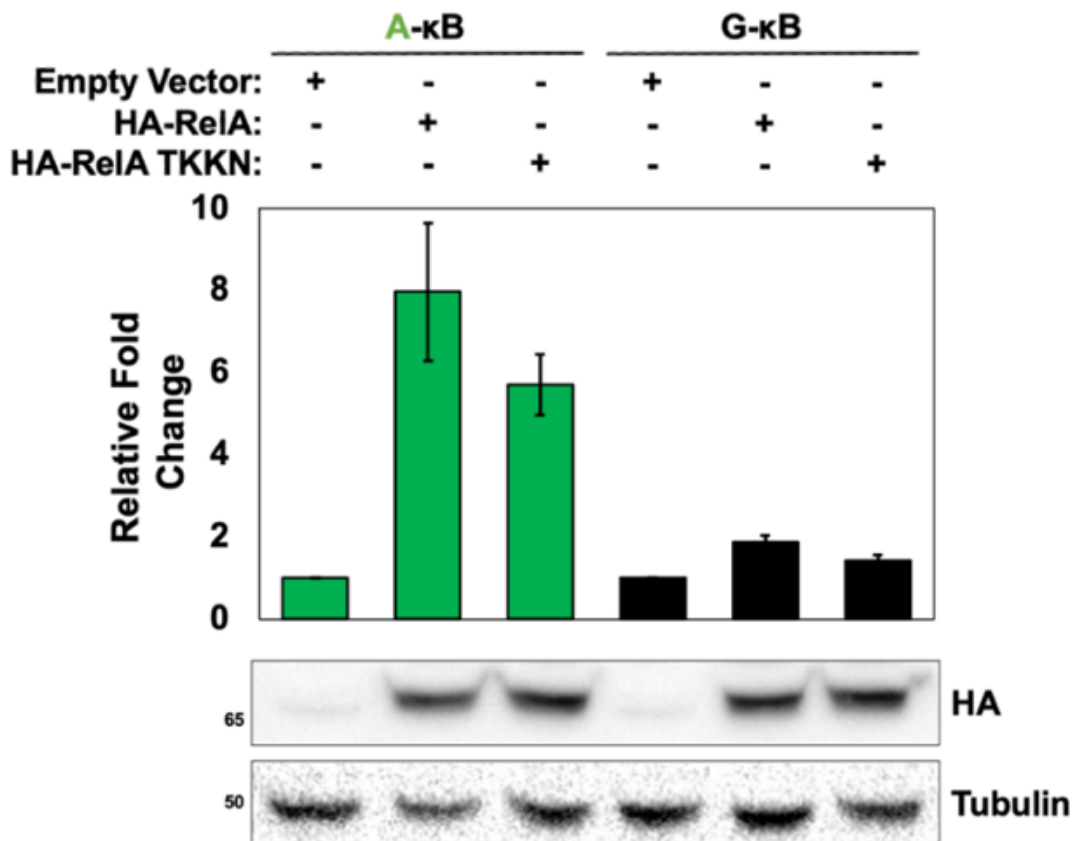 A-κB G-κB
Empty Vector: + - - + - -
HA-RelA: - + - - + -
HA-RelA TKKN: - - + - - +
10
8
6
4
2
0
Relative Fold
Change
65
HA
50
Tubulin